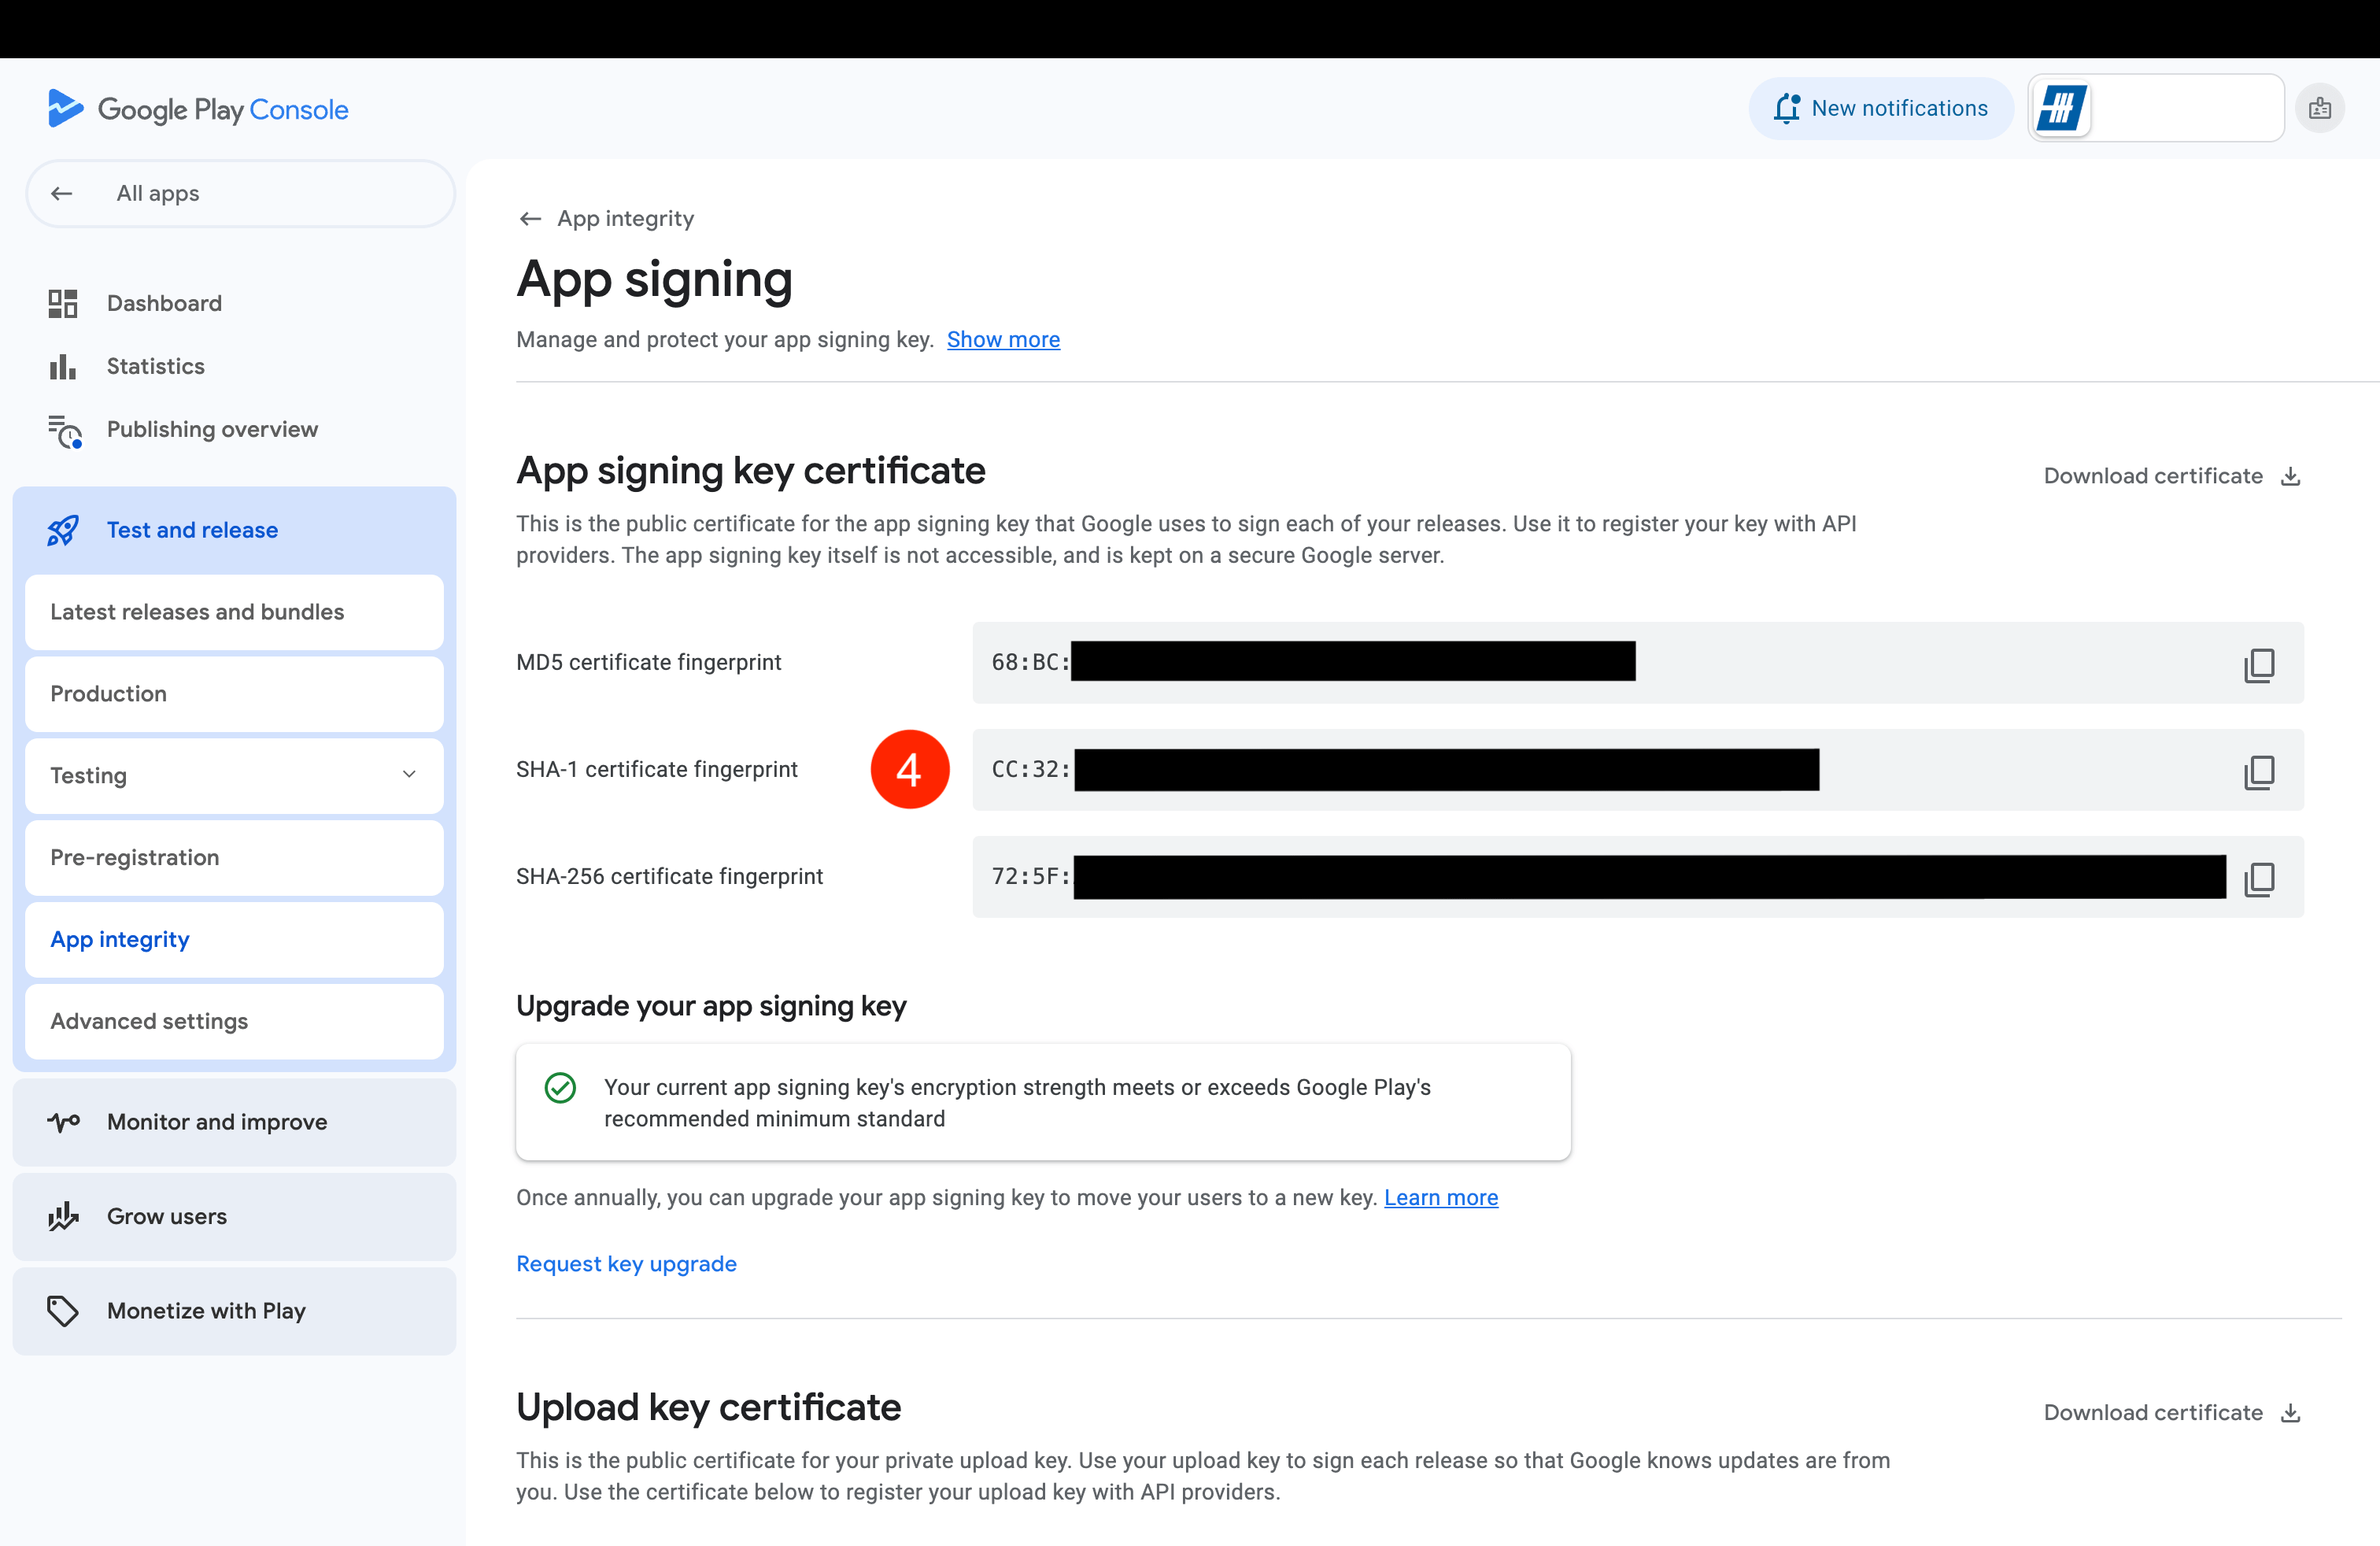 Google Play Console
New notifications
All apps
Dashboard
Statistics
Publishing overview
Test and release
Latest releases and bundles
Production
Testing
Pre-registration
App integrity
Advanced settings
Monitor and improve
Grow users
Monetize with Play
App integrity
App signing
Manage and protect your app signing key. Show more
App signing key certificate
Download certificate
This is the public certificate for the app signing key that Google uses to sign each of your releases. Use it to register your key with API
providers. The app signing key itself is not accessible, and is kept on a secure Google server.
MD5 certificate fingerprint
68:BC:
SHA-1 certificate fingerprint
4
CC:32:
SHA-256 certificate fingerprint
72:5F:
Upgrade your app signing key
Your current app signing key's encryption strength meets or exceeds Google Play's
recommended minimum standard
Once annually, you can upgrade your app signing key to move your users to a new key. Learn more
Request key upgrade
Upload key certificate
Download certificate
This is the public certificate for your private upload key. Use your upload key to sign each release so that Google knows updates are from
you. Use the certificate below to register your upload key with API providers.